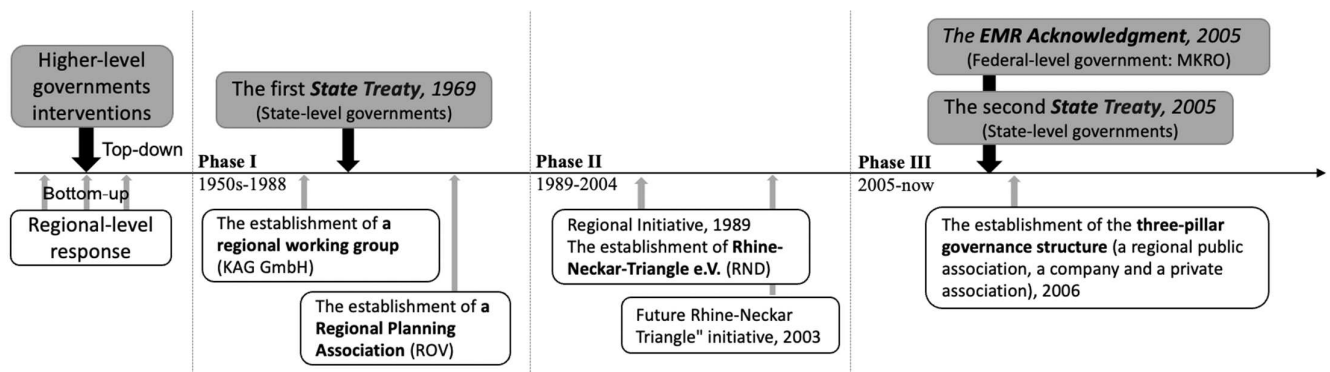 Higher-level
governments
interventions
Top-down
Bottom-up
Regional-level
response
The first State Treaty, 1969
(State-level governments)
Phase I
1950s-1988
The establishment of a
regional working group
(KAG GmbH)
The establishment of a
Regional Planning
Association (ROV)
Phase II
1989-2004
Regional Initiative, 1989
The establishment of Rhine-
Neckar-Triangle e.V. (RND)
Future Rhine-Neckar
Triangle" initiative, 2003
The EMR Acknowledgment, 2005
(Federal-level government: MKRO)
The second State Treaty, 2005
(State-level governments)
Phase III
2005-now
The establishment of the three-pillar
governance structure (a regional public
association, a company and a private
association), 2006